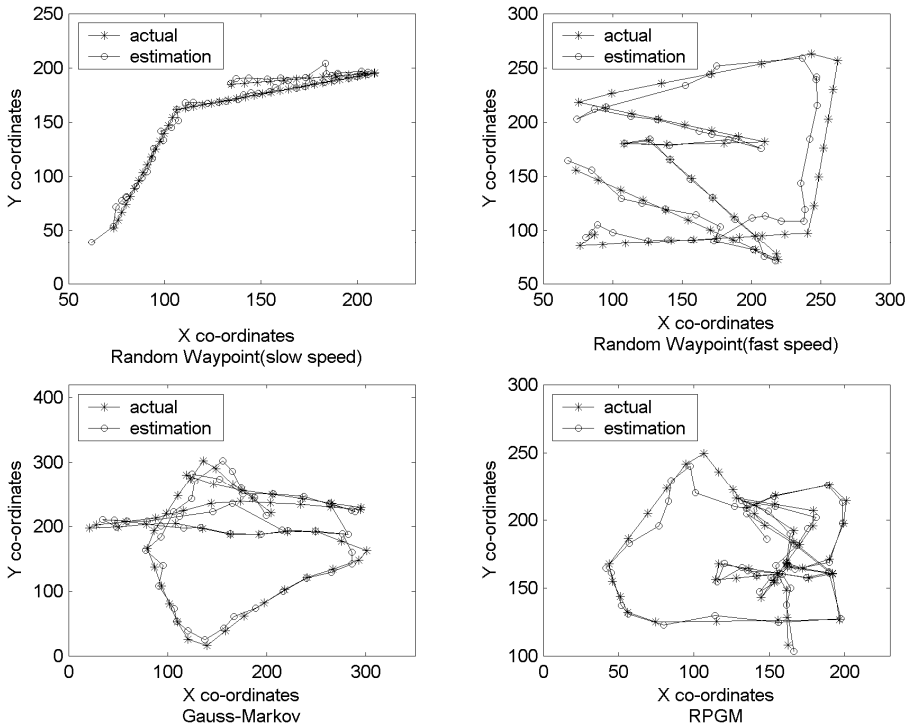 250
200
150
100
50
0
Y co-ordinates
actual
estimation
50
100
150
200
X co-ordinates
Random Waypoint(slow speed)
300
250
200
150
100
50
Y co-ordinates
actual
estimation
50
100
150
200
250
300
X co-ordinates
Random Waypoint(fast speed)
400
300
200
100
0
Y co-ordinates
actual
estimation
0
100
200
300
X co-ordinates
Gauss-Markov
300
250
200
150
100
Y co-ordinates
actual
estimation
0
50
100
150
200
X co-ordinates
RPGM